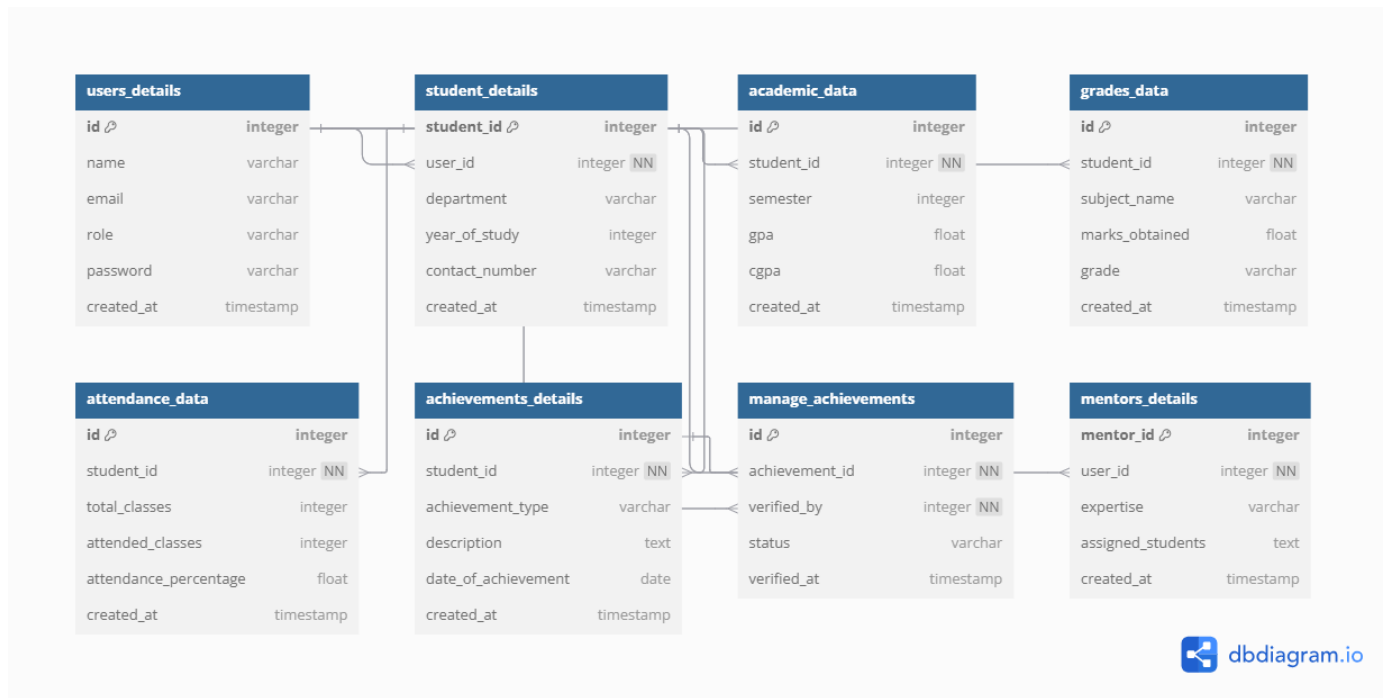 users_details
id integer
name varchar
email varchar
role varchar
password varchar
created_at timestamp
student_details
student_id integer
user_id integer NN
department varchar
year_of_study integer
contact_number varchar
created_at timestamp
academic_data
id integer
student_id integer NN
semester integer
gpa float
cgpa float
created_at timestamp
grades_data
id integer
student_id integer NN
subject_name varchar
marks_obtained float
grade varchar
created_at timestamp
attendance_data
id integer
student_id integer NN
total_classes integer
attended_classes integer
attendance_percentage float
created_at timestamp
achievements_details
id integer
student_id integer NN
achievement_type varchar
description text
date_of_achievement date
created_at timestamp
manage_achievements
id integer
achievement_id integer NN
verified_by integer NN
status varchar
verified_at timestamp
mentors_details
mentor_id integer
user_id integer NN
expertise varchar
assigned_students text
created_at timestamp
dbdiagram.io